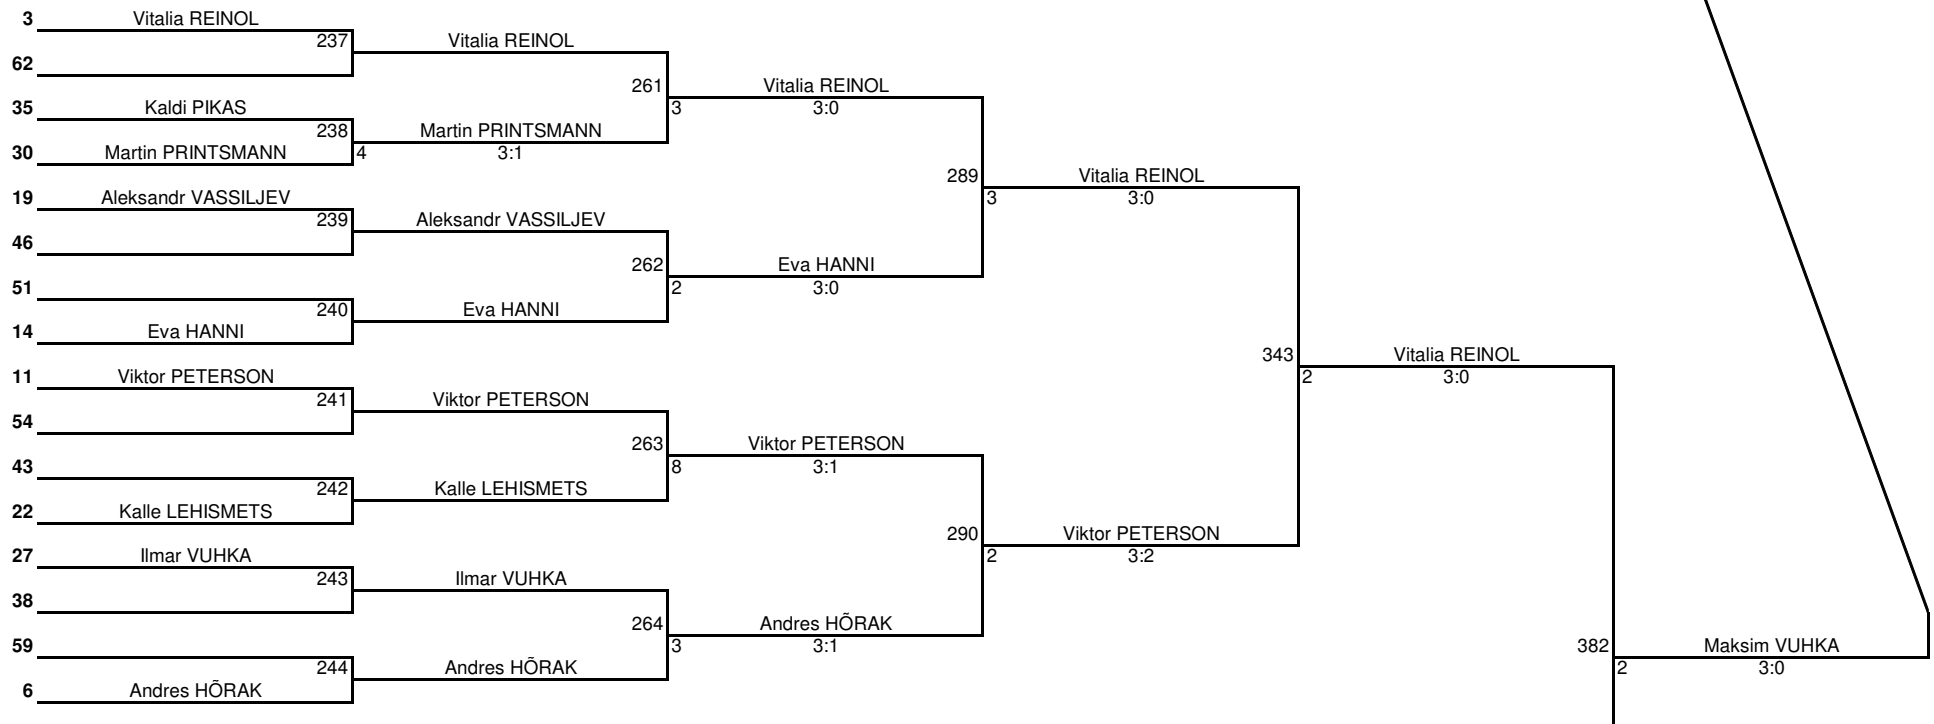 3 Vitalia REINOL
237 Vitalia REINOL
62
261 Vitalia REINOL
35 Kaldi PIKAS
3 3:0
238 Martin PRINTSMANN
30 Martin PRINTSMANN 4 3:1
289 Vitalia REINOL
19 Aleksandr VASSILJEV
3 3:0
239 Aleksandr VASSILJEV
46
262 Eva HANNI
51
2 3:0
240 Eva HANNI
14 Eva HANNI
343 Vitalia REINOL
11 Viktor PETERSON
2 3:0
241 Viktor PETERSON
54
263 Viktor PETERSON
43
8 3:1
242 Kalle LEHISMETS
22 Kalle LEHISMETS
290 Viktor PETERSON
27 Ilmar VUHKA
2 3:2
243 Ilmar VUHKA
38
264 Andres HÕRAK
59
3 3:1
382 Maksim VUHKA
244 Andres HÕRAK
2 3:0
6 Andres HÕRAK